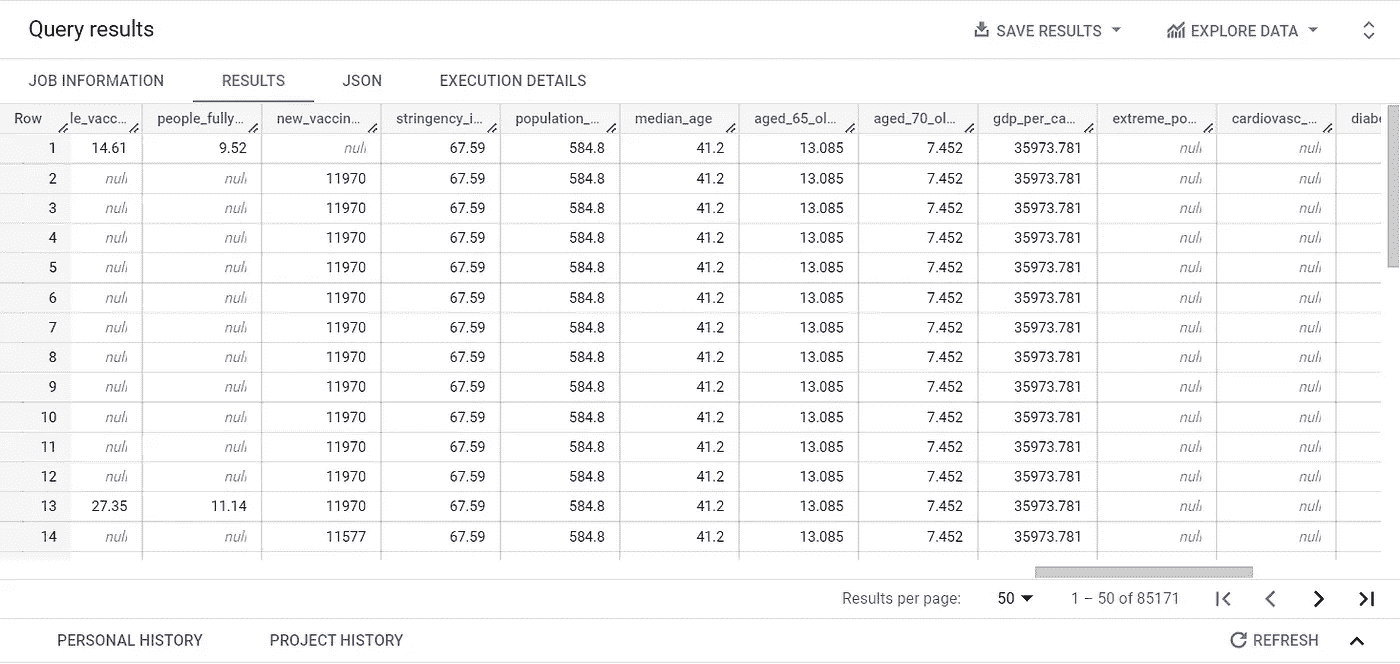 Query results SAVE RESULTS EXPLORE DATA
JOB INFORMATION RESULTS JSON EXECUTION DETAILS
Row le_vacc... people_fully... new_vaccin... stringency_i... population_... median_age aged_65_ol... aged_70_ol... gdp_per_ca... extreme_po... cardiovasc_... diabe
1 14.61 9.52 null 67.59 584.8 41.2 13.085 7.452 35973.781 null null
2 null null 11970 67.59 584.8 41.2 13.085 7.452 35973.781 null null
3 null null 11970 67.59 584.8 41.2 13.085 7.452 35973.781 null null
4 null null 11970 67.59 584.8 41.2 13.085 7.452 35973.781 null null
5 null null 11970 67.59 584.8 41.2 13.085 7.452 35973.781 null null
6 null null 11970 67.59 584.8 41.2 13.085 7.452 35973.781 null null
7 null null 11970 67.59 584.8 41.2 13.085 7.452 35973.781 null null
8 null null 11970 67.59 584.8 41.2 13.085 7.452 35973.781 null null
9 null null 11970 67.59 584.8 41.2 13.085 7.452 35973.781 null null
10 null null 11970 67.59 584.8 41.2 13.085 7.452 35973.781 null null
11 null null 11970 67.59 584.8 41.2 13.085 7.452 35973.781 null null
12 null null 11970 67.59 584.8 41.2 13.085 7.452 35973.781 null null
13 27.35 11.14 11970 67.59 584.8 41.2 13.085 7.452 35973.781 null null
14 null null 11577 67.59 584.8 41.2 13.085 7.452 35973.781 null null
Results per page: 50 1 – 50 of 85171
PERSONAL HISTORY PROJECT HISTORY REFRESH